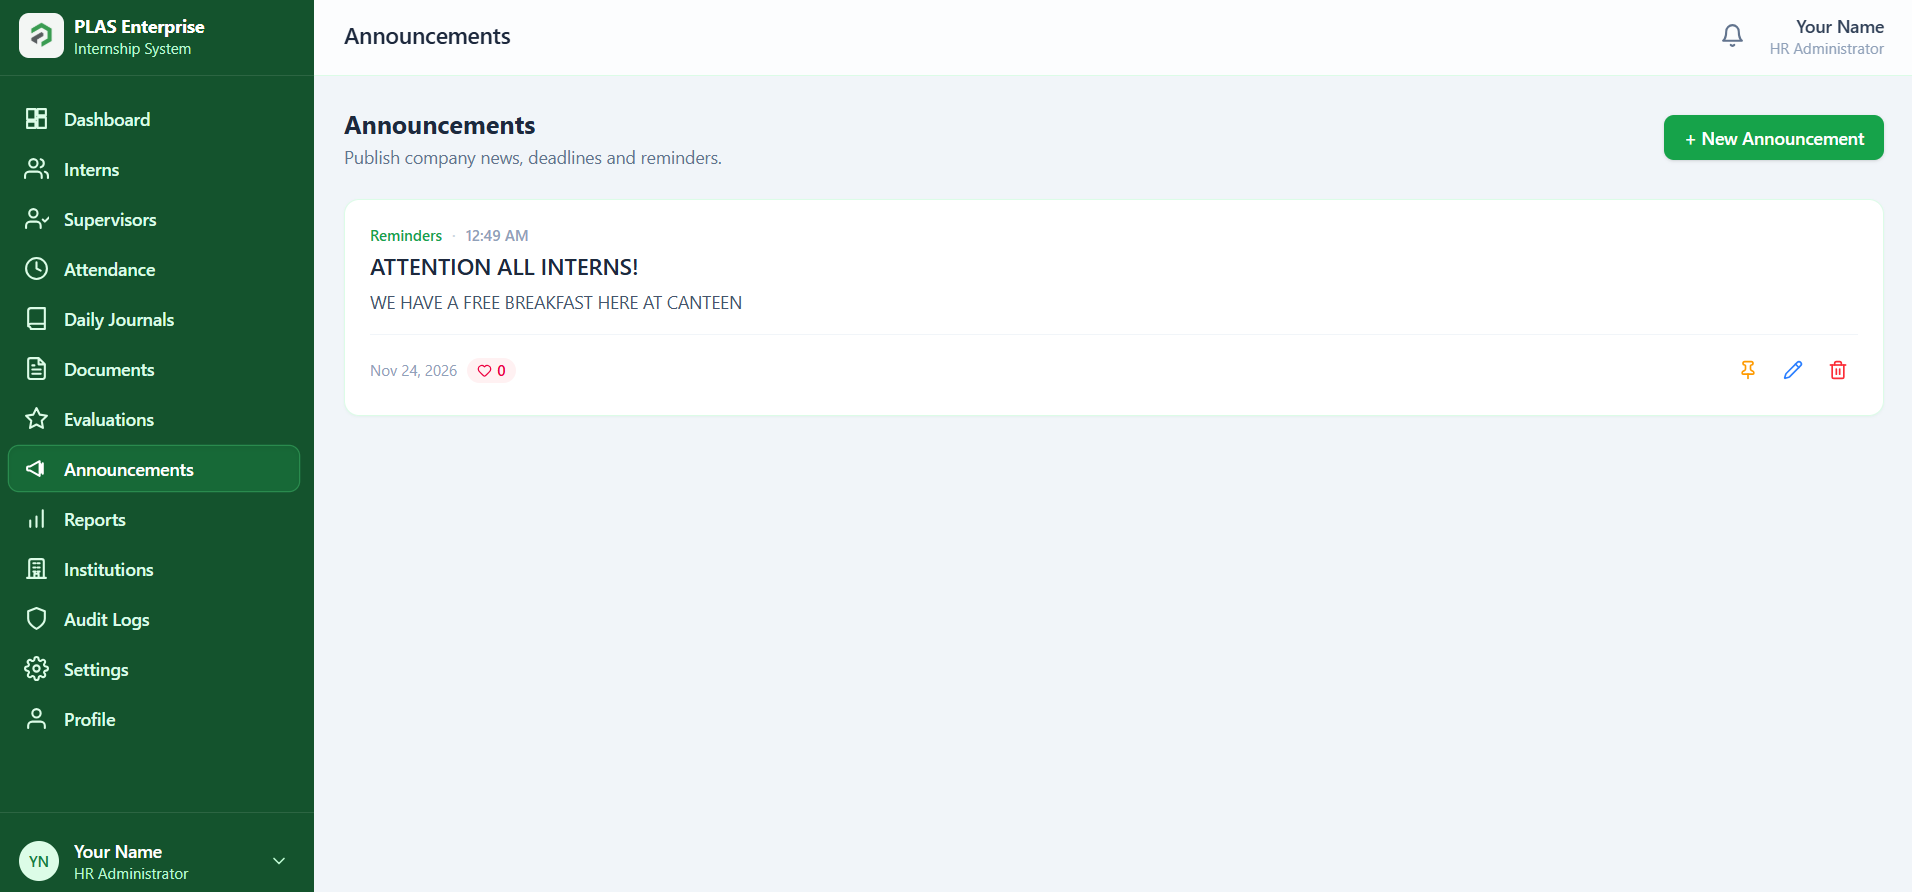 PLAS Enterprise
Internship System
Dashboard
Interns
Supervisors
Attendance
Daily Journals
Documents
Evaluations
Announcements
Reports
Institutions
Audit Logs
Settings
Profile
YN
Your Name
HR Administrator
Announcements
Your Name
HR Administrator
Announcements
Publish company news, deadlines and reminders.
+ New Announcement
Reminders · 12:49 AM
ATTENTION ALL INTERNS!
WE HAVE A FREE BREAKFAST HERE AT CANTEEN
Nov 24, 2026 0